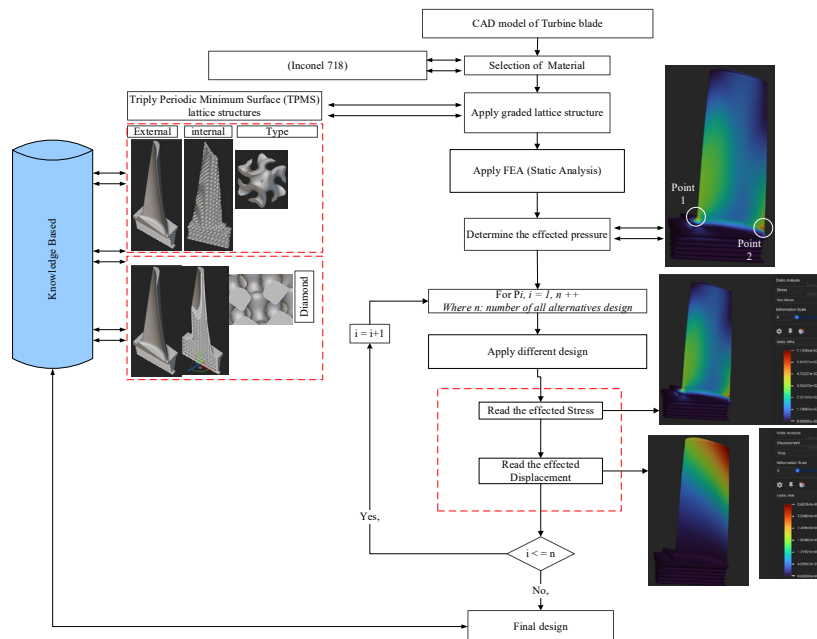 CAD model of Turbine blade
(Inconel 718)
Selection of Material
Triply Periodic Minimum Surface (TPMS)
lattice structures
Apply graded lattice structure
External
internal
Type
Knowledge Based
Apply FEA (Static Analysis)
Point
1
Point
2
Determine the effected pressure
For Pi, i = 1, n ++
Where n: number of all alternatives design
i = i+1
Apply different design
Diamond
Static Analysis
Stress
Von Mises
Deformation Scale
Units: MPa
Read the effected Stress
Static Analysis
Displacement
Total
Deformation Scale
Read the effected
Displacement
Yes,
i < = n
No,
Final design